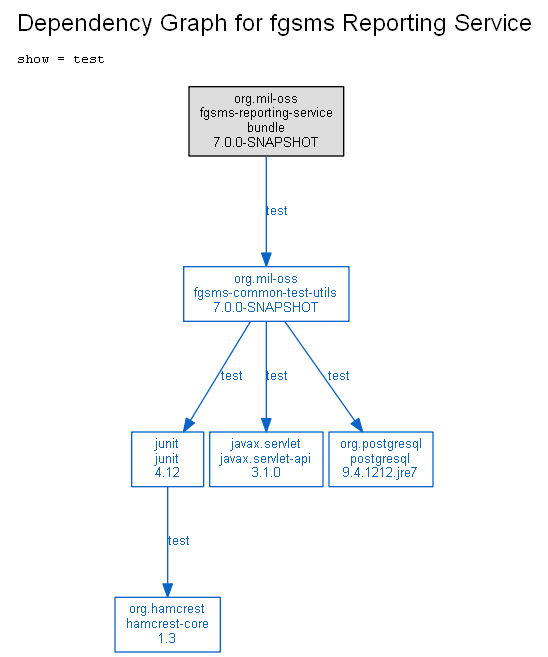 Dependency Graph for fgsms Reporting Service
show = test
org.mil-oss
fgsms-reporting-service
bundle
7.0.0-SNAPSHOT
test
org.mil-oss
fgsms-common-test-utils
7.0.0-SNAPSHOT
test
test
test
junit
junit
4.12
javax.servlet
javax.servlet-api
3.1.0
org.postgresql
postgresql
9.4.1212.jre7
test
org.hamcrest
hamcrest-core
1.3